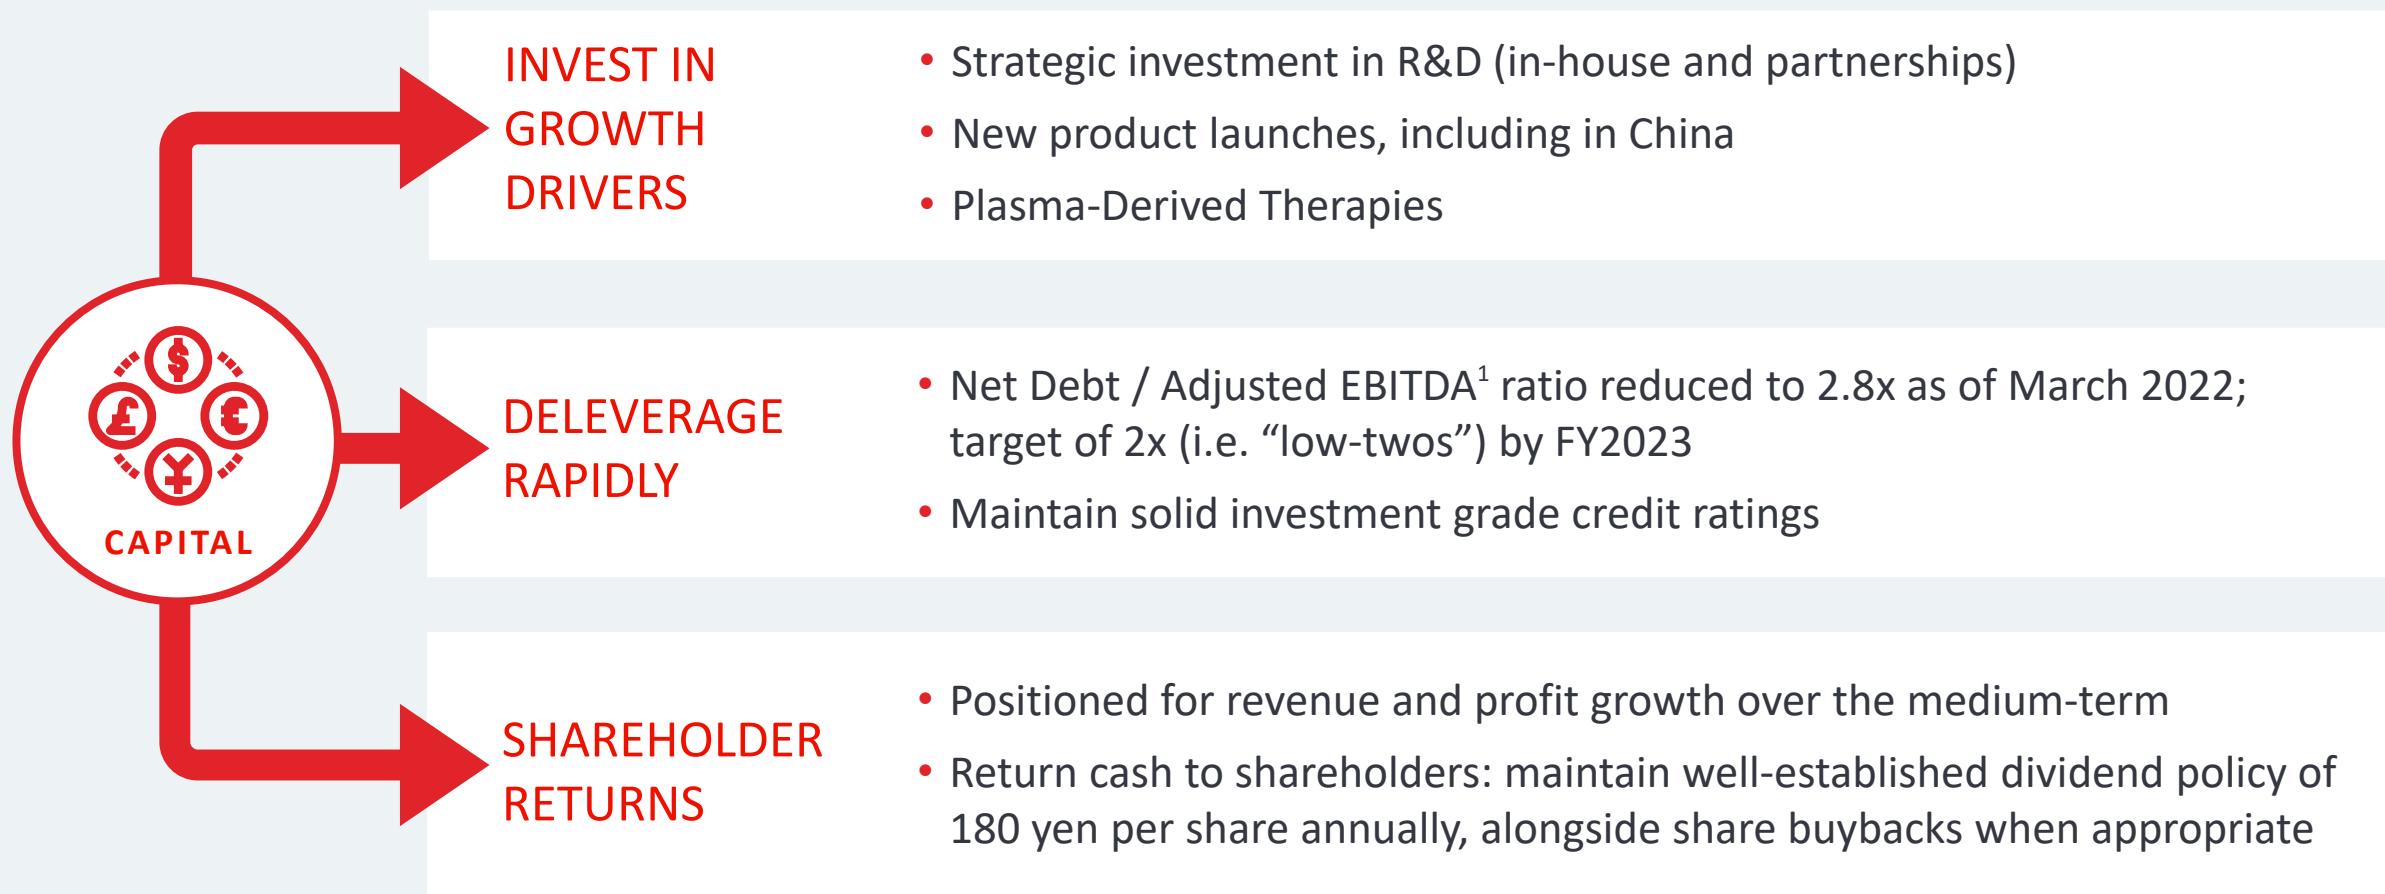 INVEST IN
GROWTH
DRIVERS
• Strategic investment in R&D (in-house and partnerships)
• New product launches, including in China
• Plasma-Derived Therapies
$
£
€
¥
CAPITAL
DELEVERAGE
RAPIDLY
• Net Debt / Adjusted EBITDA¹ ratio reduced to 2.8x as of March 2022;
target of 2x (i.e. “low-twos”) by FY2023
• Maintain solid investment grade credit ratings
SHAREHOLDER
RETURNS
• Positioned for revenue and profit growth over the medium-term
• Return cash to shareholders: maintain well-established dividend policy of
180 yen per share annually, alongside share buybacks when appropriate